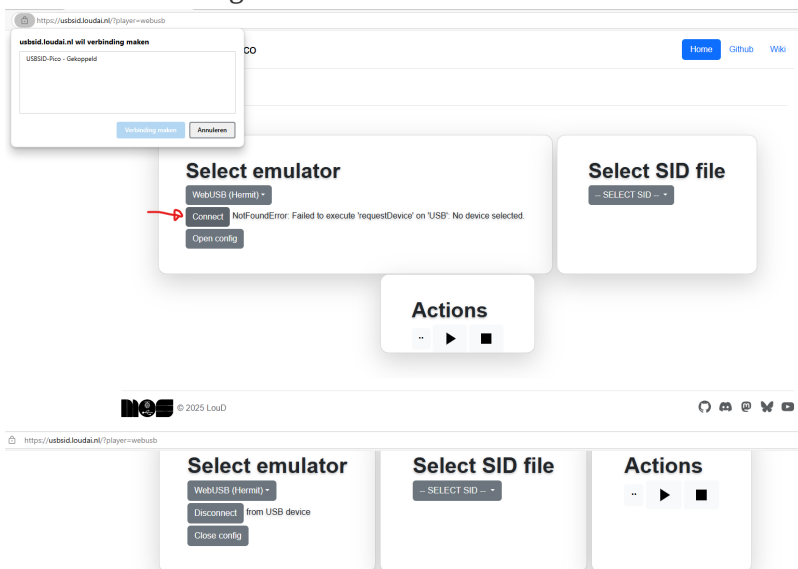 https://usbsid.loudai.nl/?player=webusb
usbsid.loudai.nl wil verbinding maken
USBSID-Pico - Gekoppeld
Verbinding maken Annuleren
co
Home Github Wiki
Select emulator
WebUSB (Hermit)
Connect NotFoundError: Failed to execute 'requestDevice' on 'USB': No device selected.
Open config
Select SID file
-- SELECT SID --
Actions
© 2025 LouD
https://usbsid.loudai.nl/?player=webusb
Select emulator
WebUSB (Hermit)
Disconnect from USB device
Close config
Select SID file
-- SELECT SID --
Actions